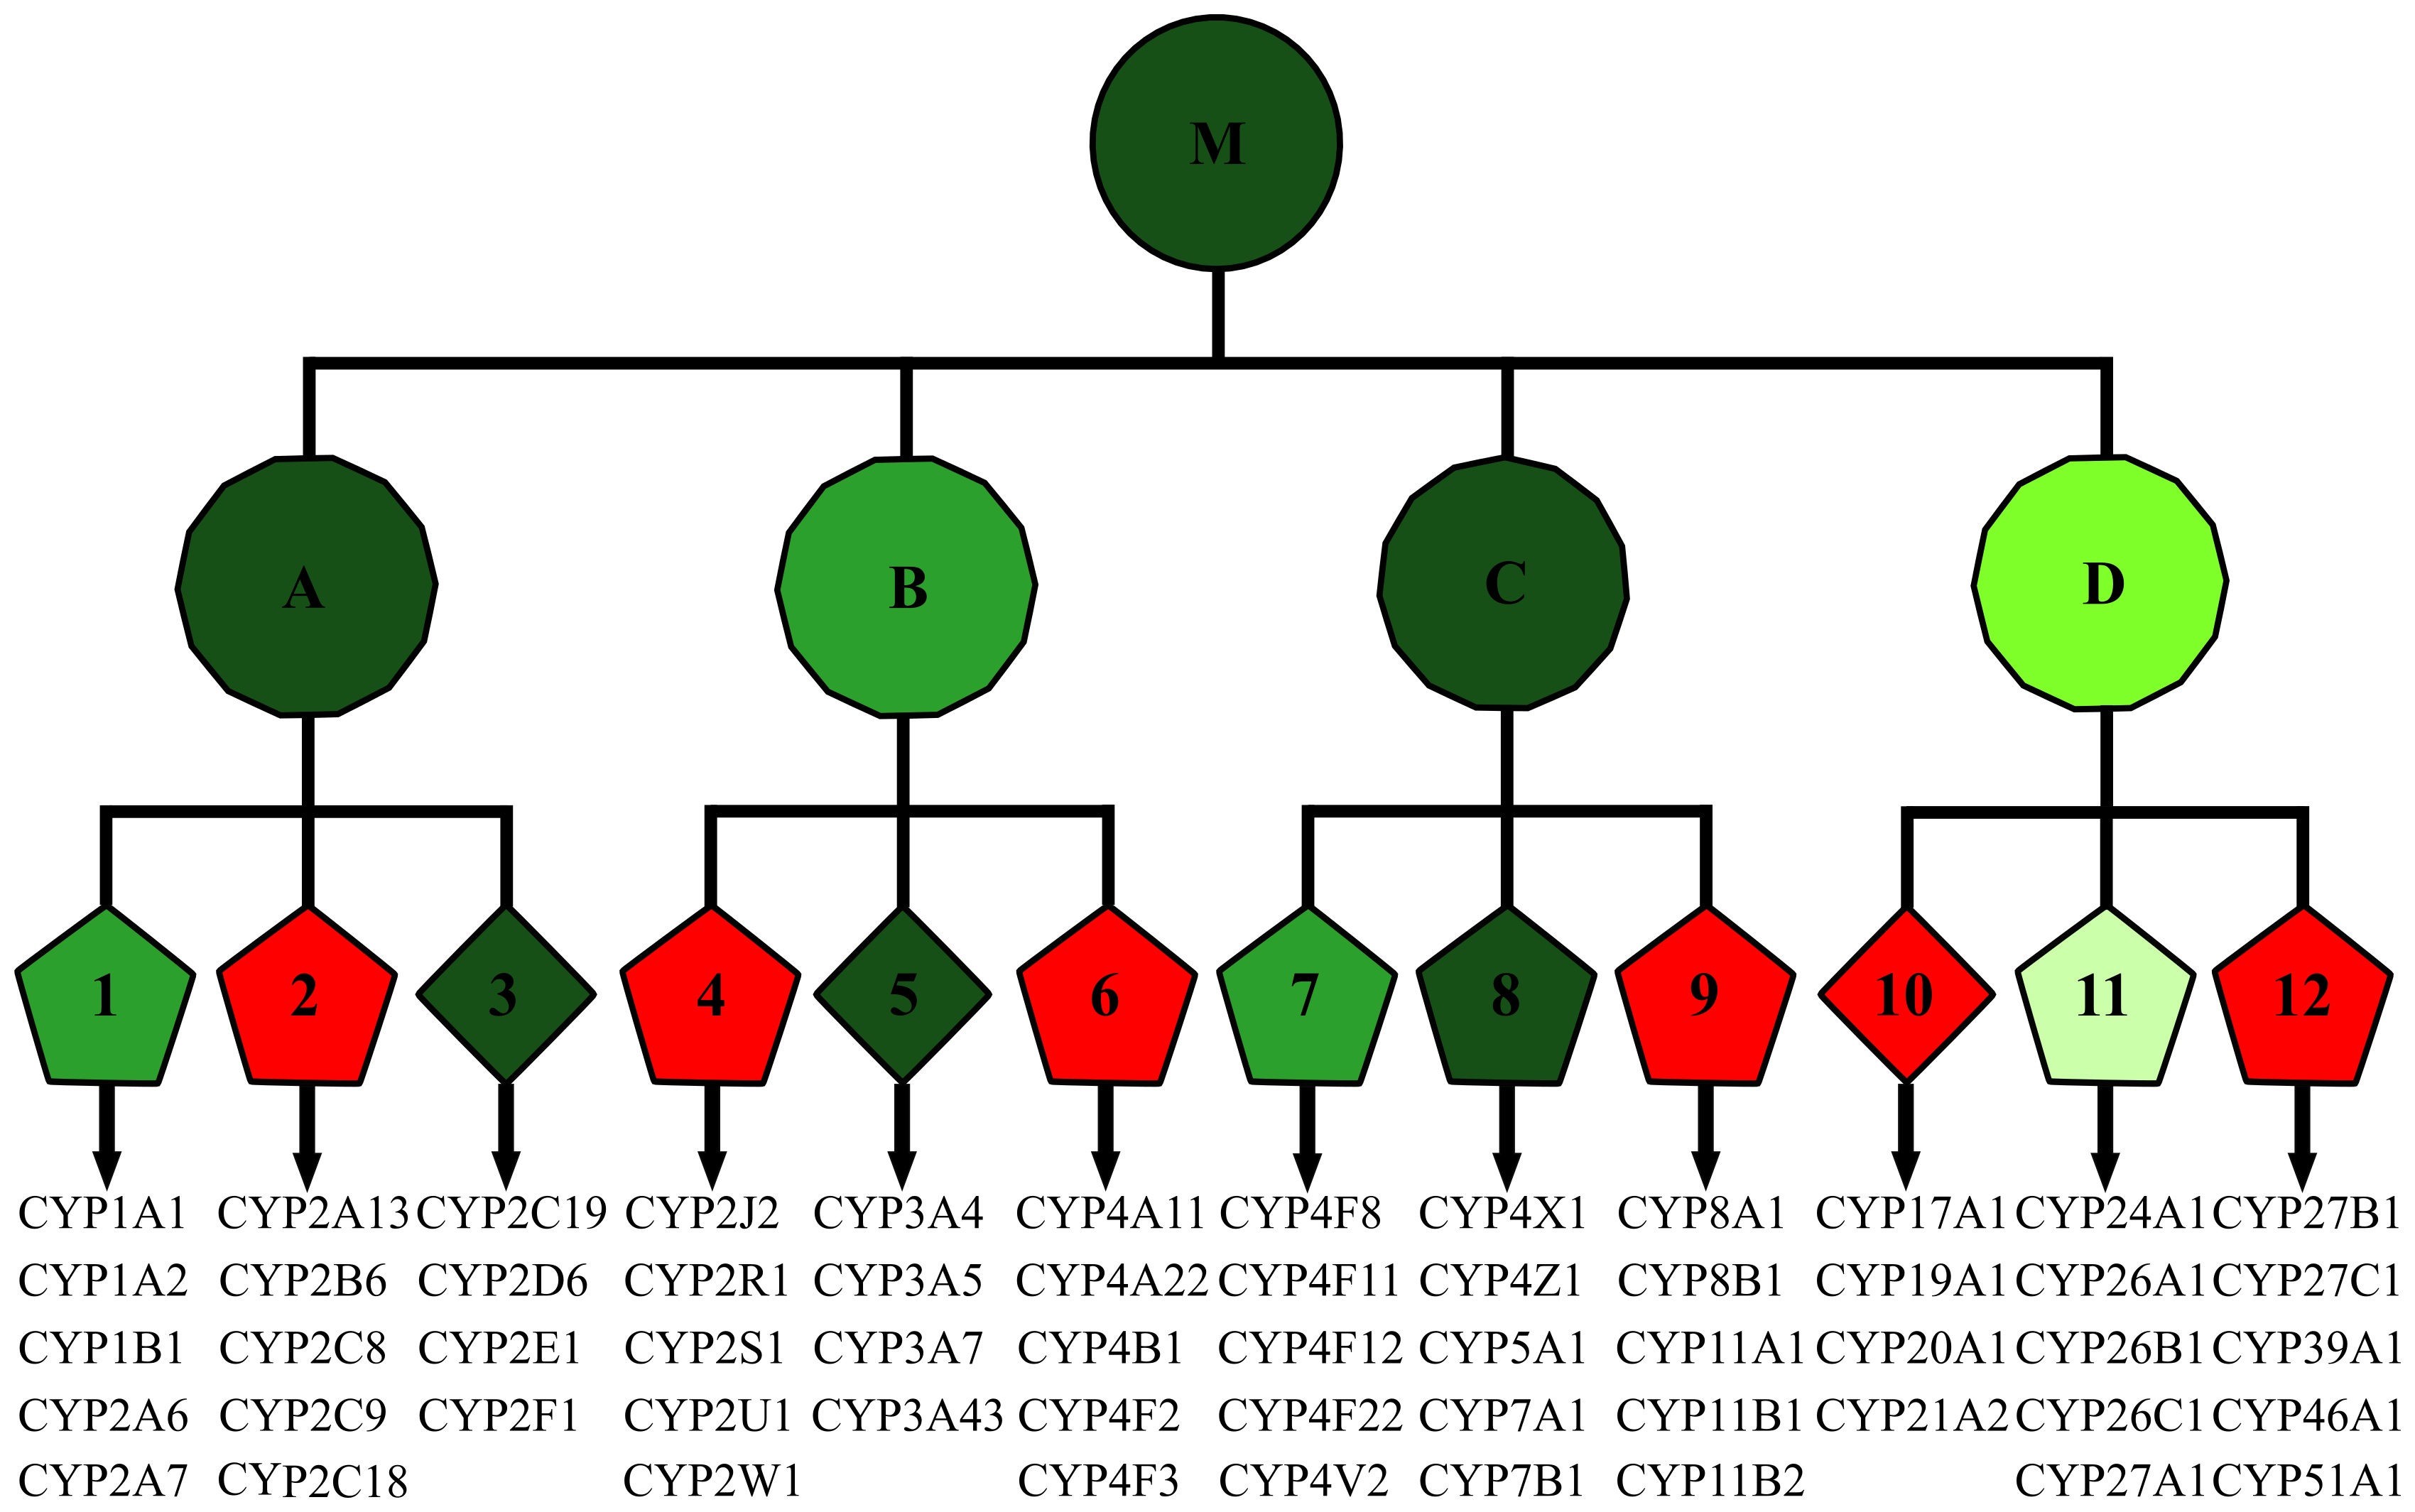 M
A B C D
1 2 3 4 5 6 7 8 9 10 11 12
CYP1A1 CYP2A13 CYP2C19 CYP2J2 CYP3A4 CYP4A11 CYP4F8 CYP4X1 CYP8A1 CYP17A1 CYP24A1 CYP27B1
CYP1A2 CYP2B6 CYP2D6 CYP2R1 CYP3A5 CYP4A22 CYP4F11 CYP4Z1 CYP8B1 CYP19A1 CYP26A1 CYP27C1
CYP1B1 CYP2C8 CYP2E1 CYP2S1 CYP3A7 CYP4B1 CYP4F12 CYP5A1 CYP11A1 CYP20A1 CYP26B1 CYP39A1
CYP2A6 CYP2C9 CYP2F1 CYP2U1 CYP3A43 CYP4F2 CYP4F22 CYP7A1 CYP11B1 CYP21A2 CYP26C1 CYP46A1
CYP2A7 CYP2C18 CYP2W1 CYP4F3 CYP4V2 CYP7B1 CYP11B2 CYP27A1 CYP51A1